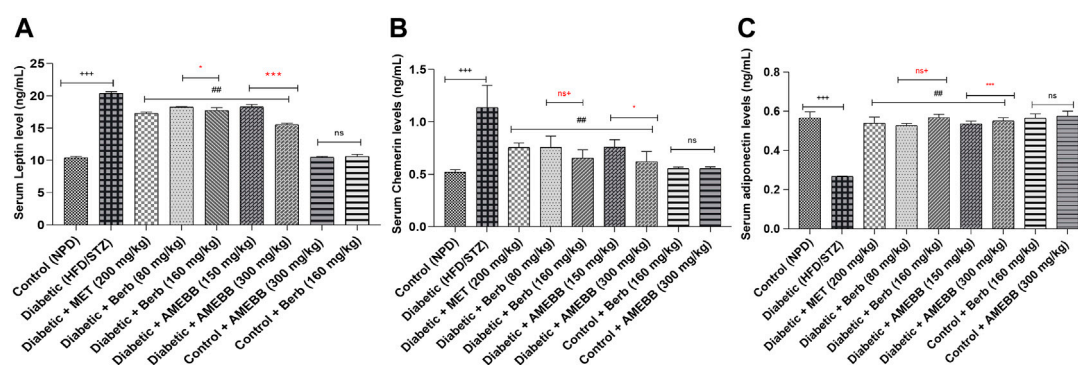 A
Serum Leptin level (ng/mL)
25
20
15
10
5
0
+++
##
*
***
ns
Control (NPD)
Diabetic (HFD/STZ)
Diabetic + MET (200 mg/kg)
Diabetic + Berb (80 mg/kg)
Diabetic + Berb (160 mg/kg)
Diabetic + AMEBB (150 mg/kg)
Diabetic + AMEBB (300 mg/kg)
Control + AMEBB (300 mg/kg)
Control + Berb (160 mg/kg)
B
Serum Chemerin levels (ng/mL)
1.5
1.0
0.5
0.0
+++
##
ns+
*
ns
Control (NPD)
Diabetic (HFD/STZ)
Diabetic + MET (200 mg/kg)
Diabetic + Berb (80 mg/kg)
Diabetic + Berb (160 mg/kg)
Diabetic + AMEBB (150 mg/kg)
Diabetic + AMEBB (300 mg/kg)
Control + Berb (160 mg/kg)
Control + AMEBB (300 mg/kg)
C
Serum adiponectin levels (ng/mL)
0.8
0.6
0.4
0.2
0.0
+++
##
ns+
***
ns
Control (NPD)
Diabetic (HFD/STZ)
Diabetic + MET (200 mg/kg)
Diabetic + Berb (80 mg/kg)
Diabetic + Berb (160 mg/kg)
Diabetic + AMEBB (150 mg/kg)
Diabetic + AMEBB (300 mg/kg)
Control + Berb (160 mg/kg)
Control + AMEBB (300 mg/kg)